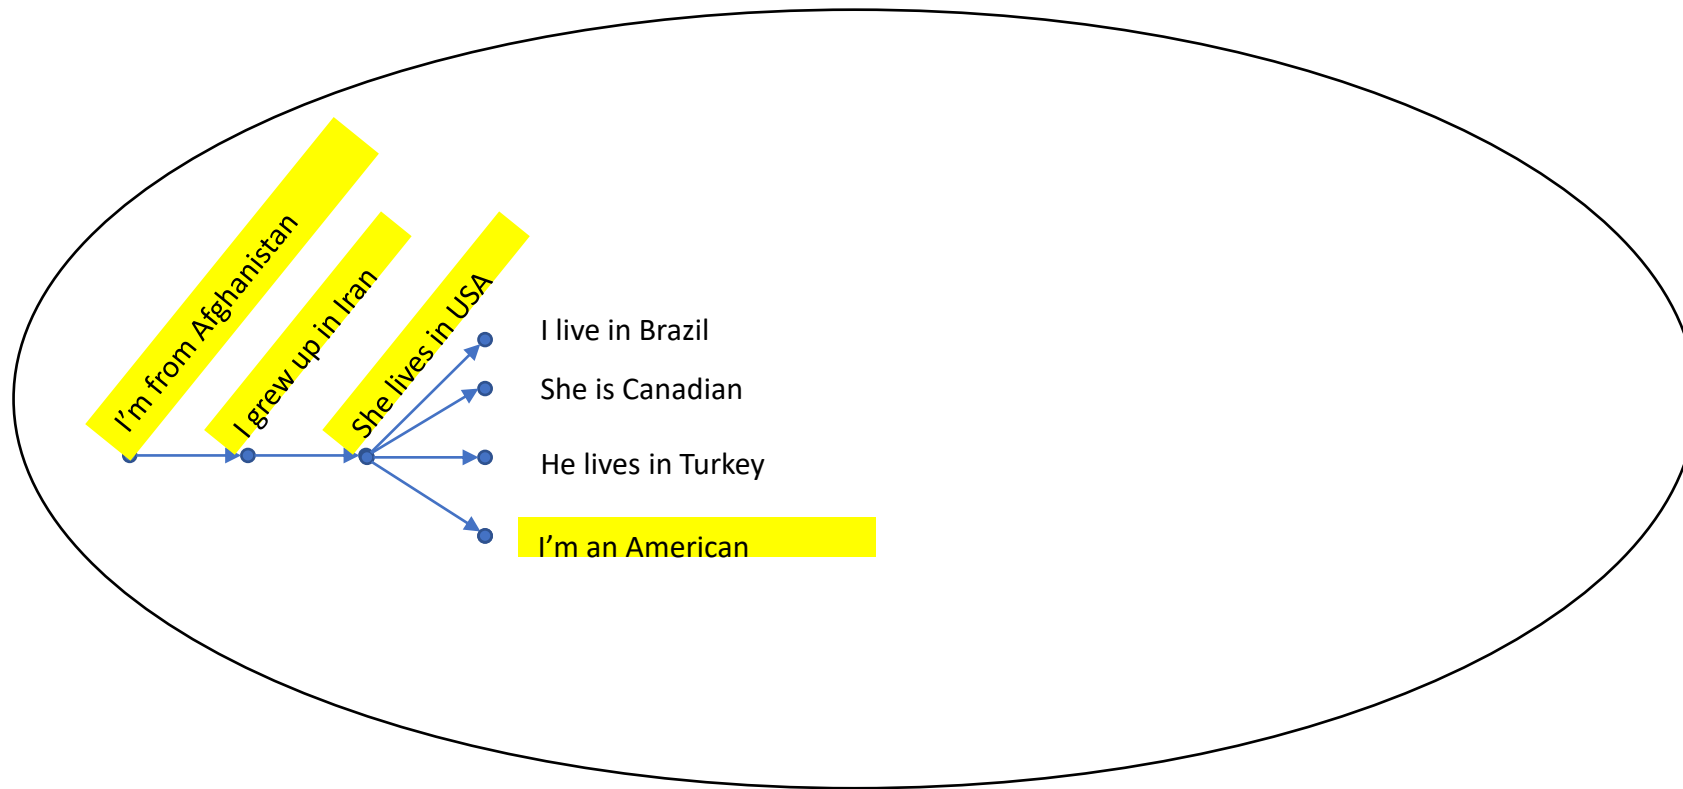 I'm from Afghanistan
I grew up in Iran
She lives in USA
I live in Brazil
She is Canadian
He lives in Turkey
I'm an American